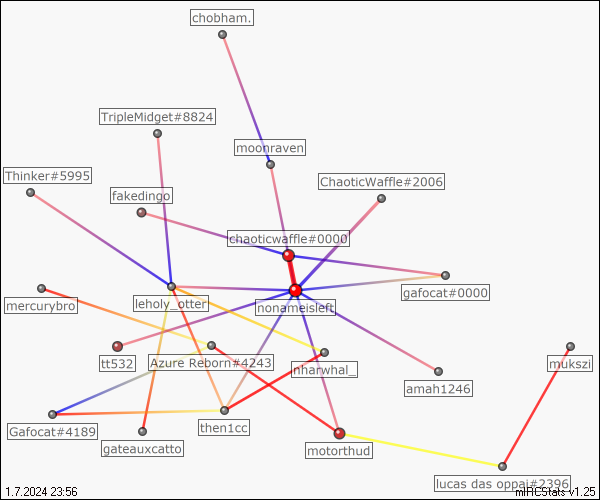 chobham.
TripleMidget#8824
moonraven
Thinker#5995
ChaoticWaffle#2006
fakedingo
chaoticwaffle#0000
gafocat#0000
mercurybro
leholy_otter
nonameisleft
tt532
Azure Reborn#4243
nharwhal_
mukszi
amah1246
Gafocat#4189
then1cc
gateauxcatto
motorthud
lucas das oppai#2396
1.7.2024 23:56
mIRCStats v1.25